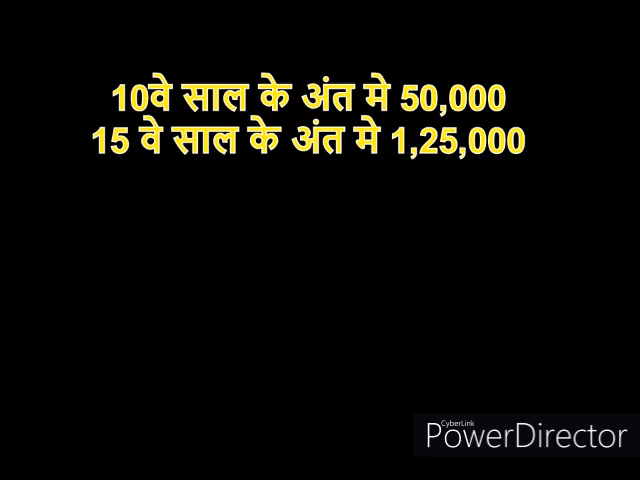 10वे साल के अंत मे 50,000
15 वे साल के अंत मे 1,25,000
CyberLink
PowerDirector